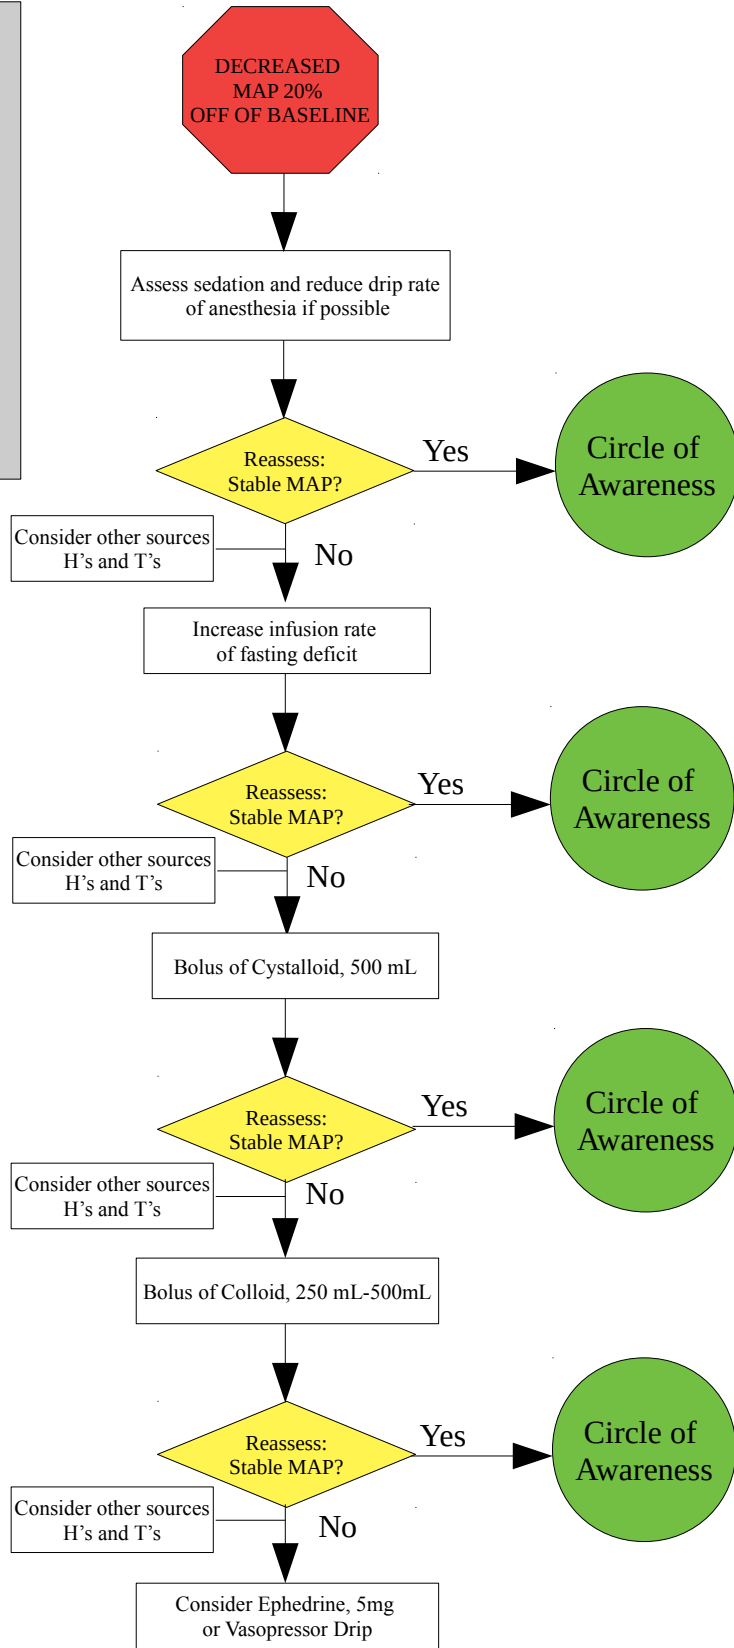 DECREASED
MAP 20%
OFF OF BASELINE
Assess sedation and reduce drip rate
of anesthesia if possible
Reassess:
Stable MAP?
Yes
Circle of
Awareness
Consider other sources
H's and T's
No
Increase infusion rate
of fasting deficit
Reassess:
Stable MAP?
Yes
Circle of
Awareness
Consider other sources
H's and T's
No
Bolus of Cystalloid, 500 mL
Reassess:
Stable MAP?
Yes
Circle of
Awareness
Consider other sources
H's and T's
No
Bolus of Colloid, 250 mL-500mL
Reassess:
Stable MAP?
Yes
Circle of
Awareness
Consider other sources
H's and T's
No
Consider Ephedrine, 5mg
or Vasopressor Drip